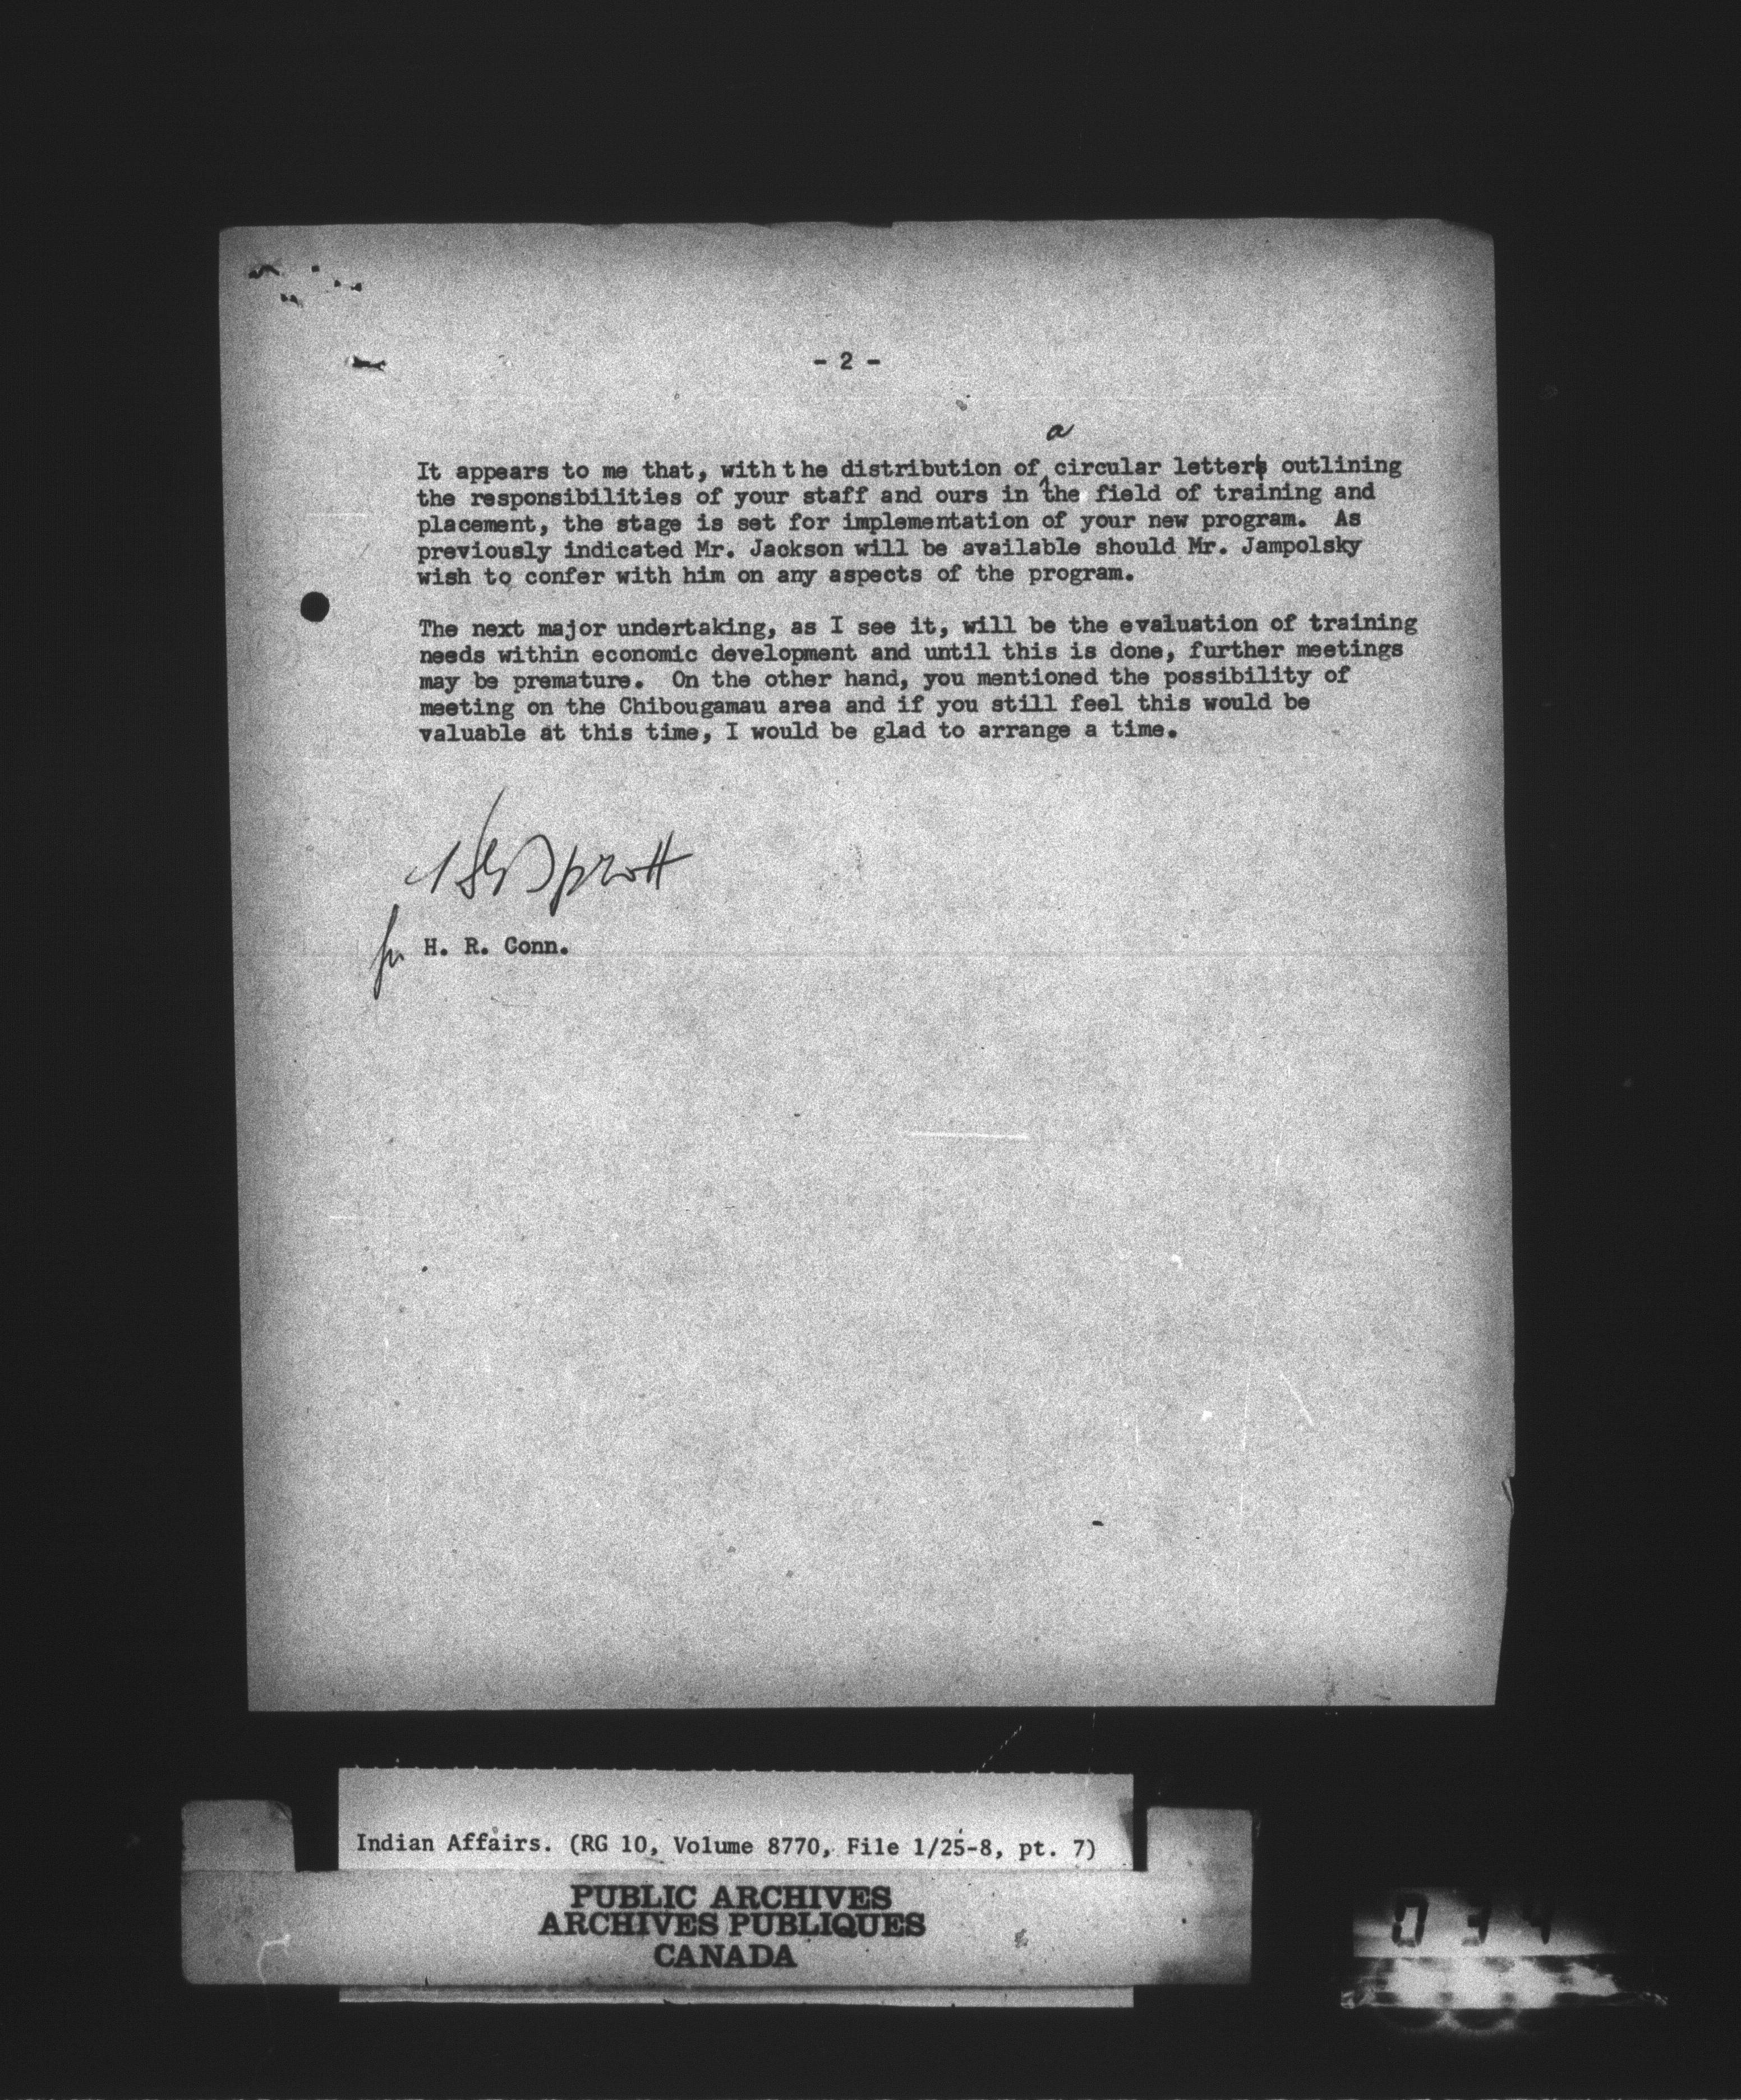 - 2 -
a
It appears to me that, with the distribution of circular letter outlining
the responsibilities of your staff and ours in the field of training and
placement, the stage is set for implementation of your new program. As
previously indicated Mr. Jackson will be available should Mr. Jampolsky
wish to confer with him on any aspects of the program.
The next major undertaking, as I see it, will be the evaluation of training
needs within economic development and until this is done, further meetings
may be premature. On the other hand, you mentioned the possibility of
meeting on the Chibougamau area and if you still feel this would be
valuable at this time, I would be glad to arrange a time.
for H. R. Conn.
Indian Affairs. (RG 10, Volume 8770, File 1/25-8, pt. 7)
PUBLIC ARCHIVES
ARCHIVES PUBLIQUES
CANADA